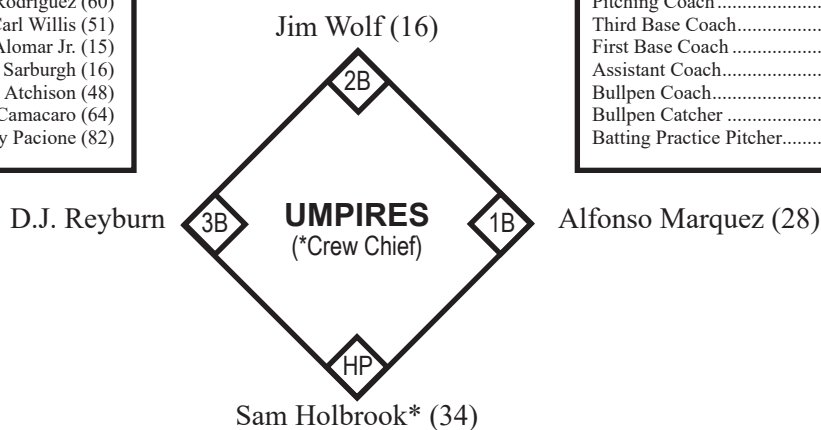 Rodriguez (60)
Carl Willis (51)
Alomar Jr. (15)
Sarburgh (16)
Atchison (48)
Camacaro (64)
y Pacione (82)
Jim Wolf (16)
2B
D.J. Reyburn
3B
UMPIRES
(*Crew Chief)
1B
Alfonso Marquez (28)
HP
Sam Holbrook* (34)
Pitching Coach....................
Third Base Coach...................
First Base Coach ...................
Assistant Coach....................
Bullpen Coach.....................
Bullpen Catcher ....................
Batting Practice Pitcher........